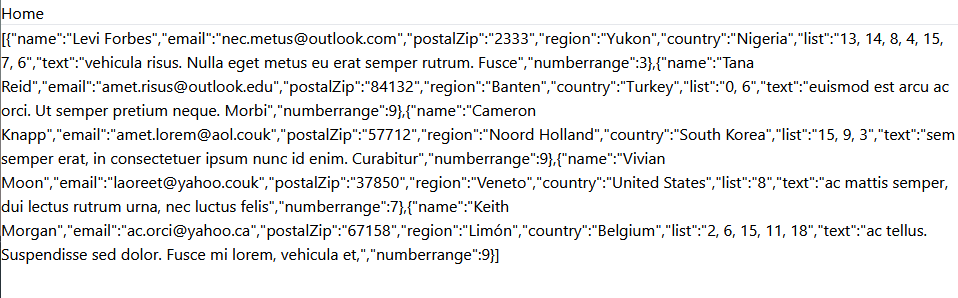 Home
[{"name":"Levi Forbes","email":"nec.metus@outlook.com","postalZip":"2333","region":"Yukon","country":"Nigeria","list":"13, 14, 8, 4, 15,
7, 6","text":"vehicula risus. Nulla eget metus eu erat semper rutrum. Fusce","numberrange":3},{"name":"Tana
Reid","email":"amet.risus@outlook.edu","postalZip":"84132","region":"Banten","country":"Turkey","list":"0, 6","text":"euismod est arcu ac
orci. Ut semper pretium neque. Morbi","numberrange":9},{"name":"Cameron
Knapp","email":"amet.lorem@aol.couk","postalZip":"57712","region":"Noord Holland","country":"South Korea","list":"15, 9, 3","text":"sem
semper erat, in consectetuer ipsum nunc id enim. Curabitur","numberrange":9},{"name":"Vivian
Moon","email":"laoreet@yahoo.couk","postalZip":"37850","region":"Veneto","country":"United States","list":"8","text":"ac mattis semper,
dui lectus rutrum urna, nec luctus felis","numberrange":7},{"name":"Keith
Morgan","email":"ac.orci@yahoo.ca","postalZip":"67158","region":"Limón","country":"Belgium","list":"2, 6, 15, 11, 18","text":"ac tellus.
Suspendisse sed dolor. Fusce mi lorem, vehicula et,","numberrange":9}]